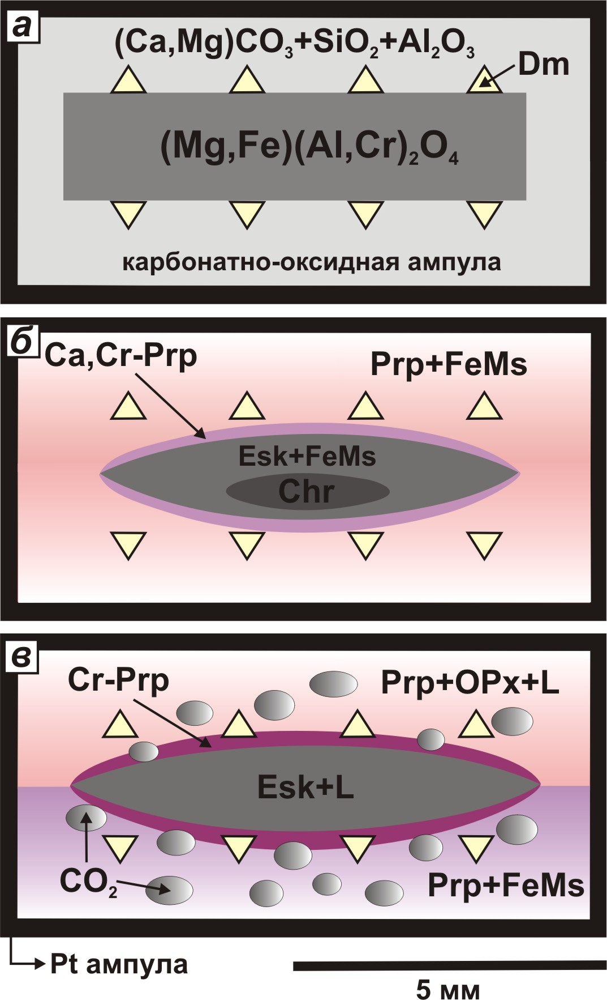 а
(Ca,Mg)CO₃+SiO₂+Al₂O₃
Dm
(Mg,Fe)(Al,Cr)₂O₄
карбонатно-оксидная ампула
б
Ca,Cr-Prp
Prp+FeMs
Esk+FeMs
Chr
в
Cr-Prp
Prp+OPx+L
Esk+L
CO₂
Prp+FeMs
Pt ампула
5 мм